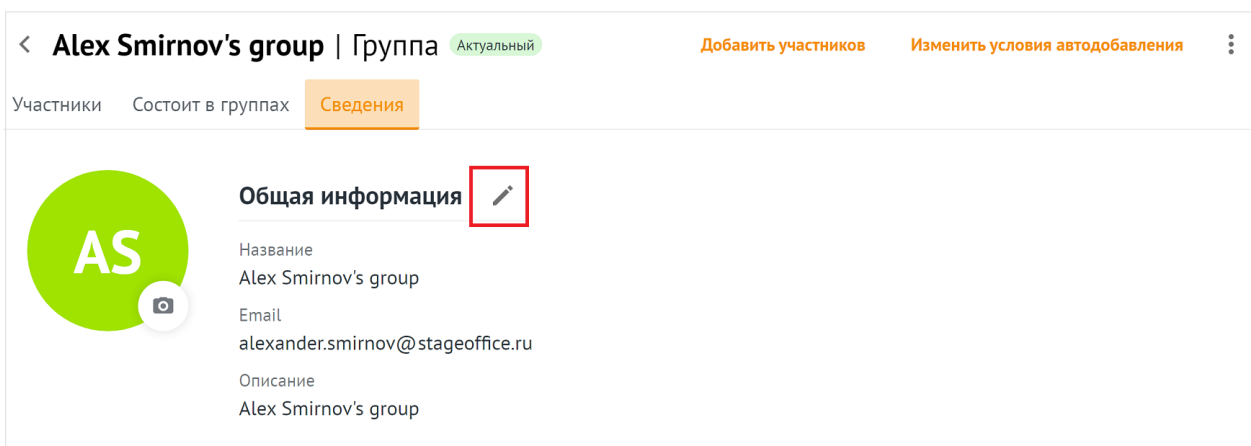 Alex Smirnov's group | Группа Актуальный Добавить участников Изменить условия автодобавления
Участники Состоит в группах Сведения
AS
Общая информация
Название
Alex Smirnov's group
Email
alexander.smirnov@stageoffice.ru
Описание
Alex Smirnov's group